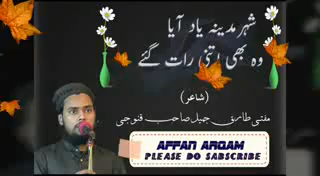 شہر مدینہ یاد آیا
وہ بھی اتنی رات گئے
(شاعر)
مفتی طارق جمیل صاحب قنوجی
AFFAN ARQAM
PLEASE DO SABSCRIBE